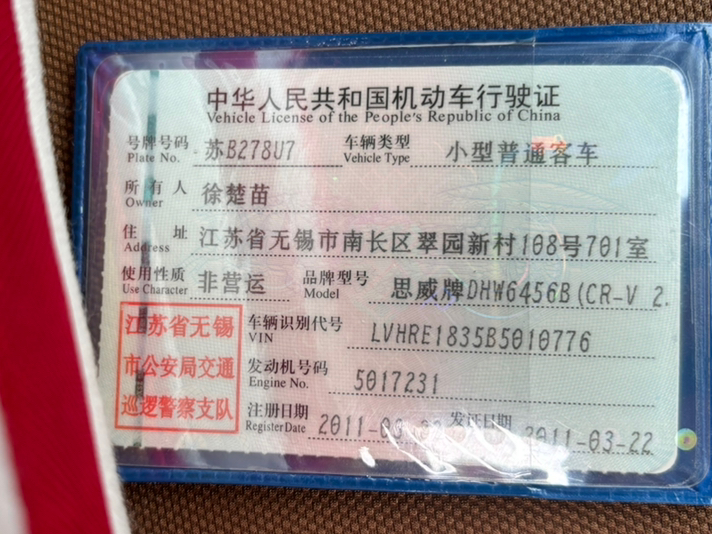 中华人民共和国机动车行驶证
Vehicle License of the People's Republic of China
号牌号码 苏B278U7 车辆类型 小型普通客车
Plate No. Vehicle Type
所有人 徐楚苗
Owner
住址 江苏省无锡市南长区翠园新村108号701室
Address
使用性质 非营运 品牌型号 思威牌DHW6456B(CR-V 2.
Use Character Model
江苏省无锡
市公安局交通
巡逻警察支队
车辆识别代号 LVHRE1835B5010776
VIN
发动机号码 5017231
Engine No.
注册日期 2011-03 发证日期 2011-03-22
Register Date